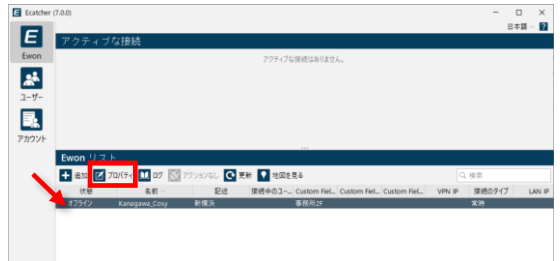 Ecatcher (7.0.0)
日本語
?
E
Ewon
ユーザー
アカウント
アクティブな接続
アクティブな接続はありません。
Ewon リスト
追加 プロパティ ログ アクションなし 更新 地図を見る 検索
状態 名前 記述 接続中のユー... Custom Fiel... Custom Fiel... Custom Fiel... VPN IP 接続のタイプ LAN IP
オフライン Kanagawa_Cosy 新横浜 事務所2F 常時